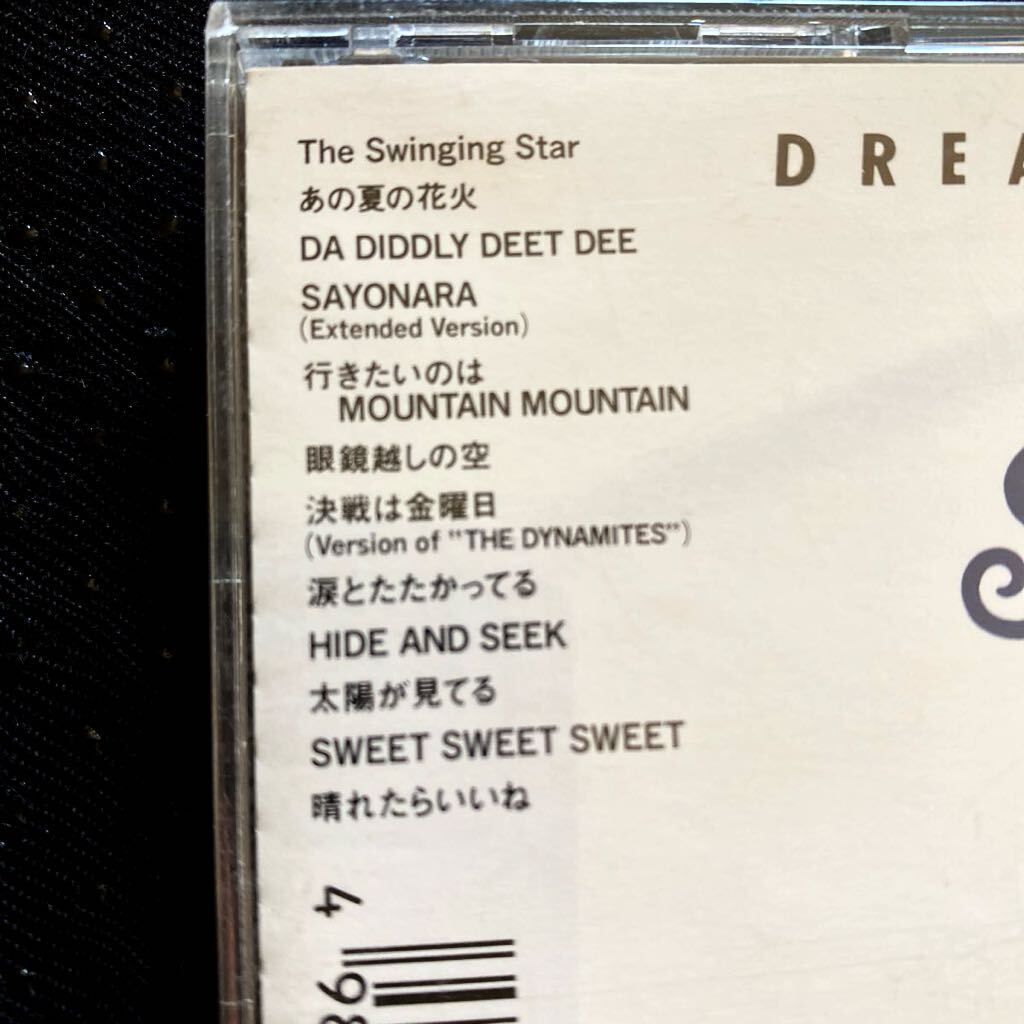 The Swinging Star
あの夏の花火
DA DIDDLY DEET DEE
SAYONARA
(Extended Version)
行きたいのは
MOUNTAIN MOUNTAIN
眼鏡越しの空
決戦は金曜日
(Version of "THE DYNAMITES")
涙とたたかってる
HIDE AND SEEK
太陽が見てる
SWEET SWEET SWEET
晴れたらいいね
DREA
S
4
98